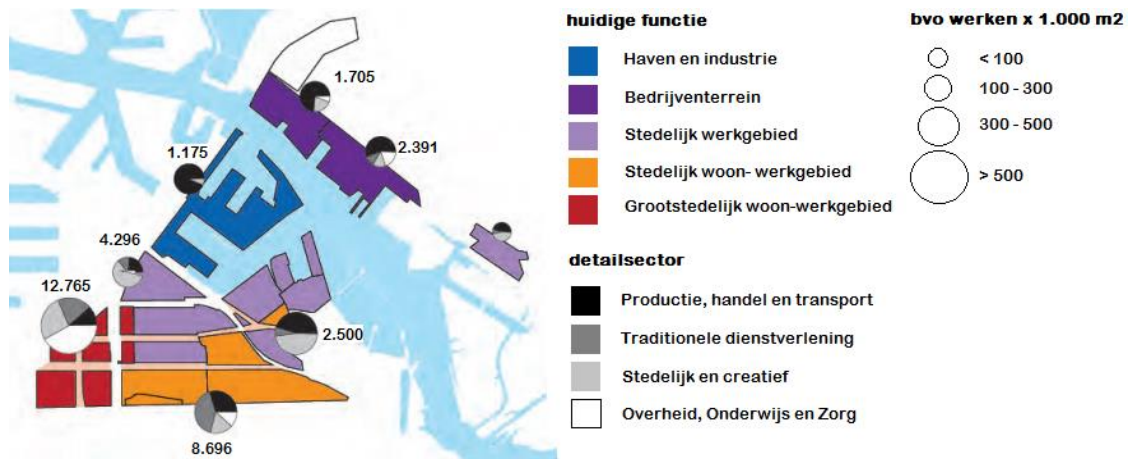 1.705
2.391
1.175
4.296
12.765
2.500
8.696
huidige functie
Haven en industrie
Bedrijventerrein
Stedelijk werkgebied
Stedelijk woon- werkgebied
Grootstedelijk woon-werkgebied
detailsector
Productie, handel en transport
Traditionele dienstverlening
Stedelijk en creatief
Overheid, Onderwijs en Zorg
bvo werken x 1.000 m2
< 100
100 - 300
300 - 500
> 500